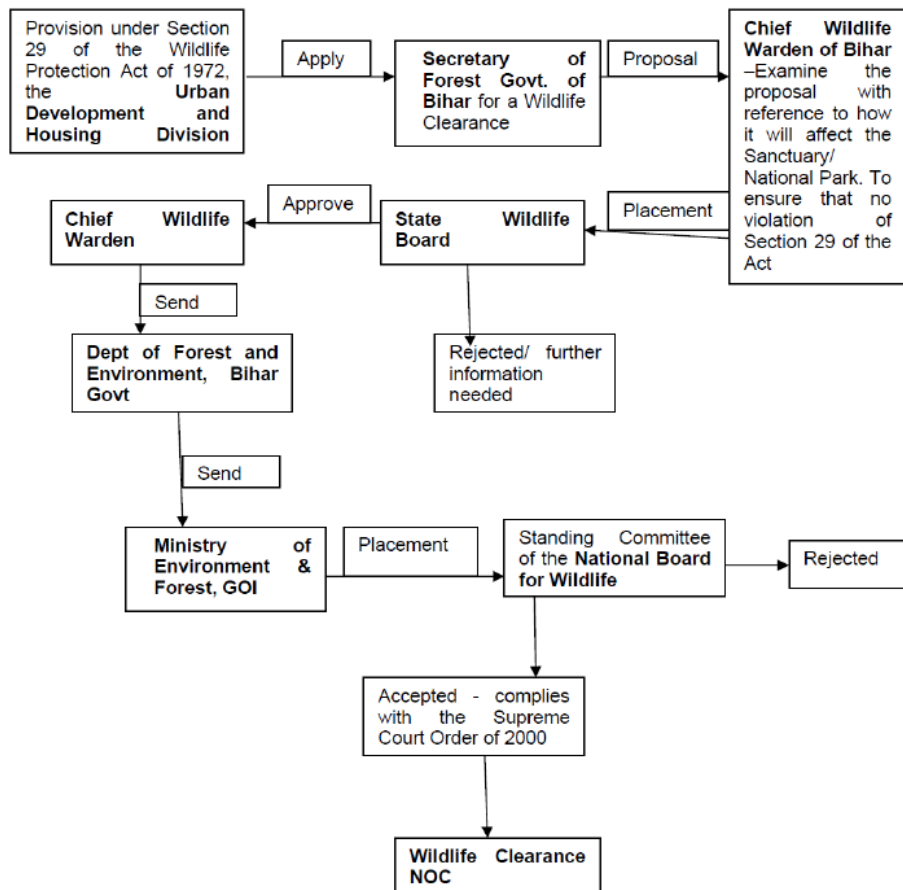 Provision under Section
29 of the Wildlife
Protection Act of 1972,
the Urban
Development and
Housing Division
Apply
Secretary of
Forest Govt. of
Bihar for a Wildlife
Clearance
Proposal
Chief Wildlife
Warden of Bihar
–Examine the
proposal with
reference to how
it will affect the
Sanctuary/
National Park. To
ensure that no
violation of
Section 29 of the
Act
Placement
State Wildlife
Board
Approve
Chief Wildlife
Warden
Send
Rejected/ further
information
needed
Dept of Forest and
Environment, Bihar
Govt
Send
Ministry of
Environment &
Forest, GOI
Placement
Standing Committee
of the National Board
for Wildlife
Rejected
Accepted - complies
with the Supreme
Court Order of 2000
Wildlife Clearance
NOC